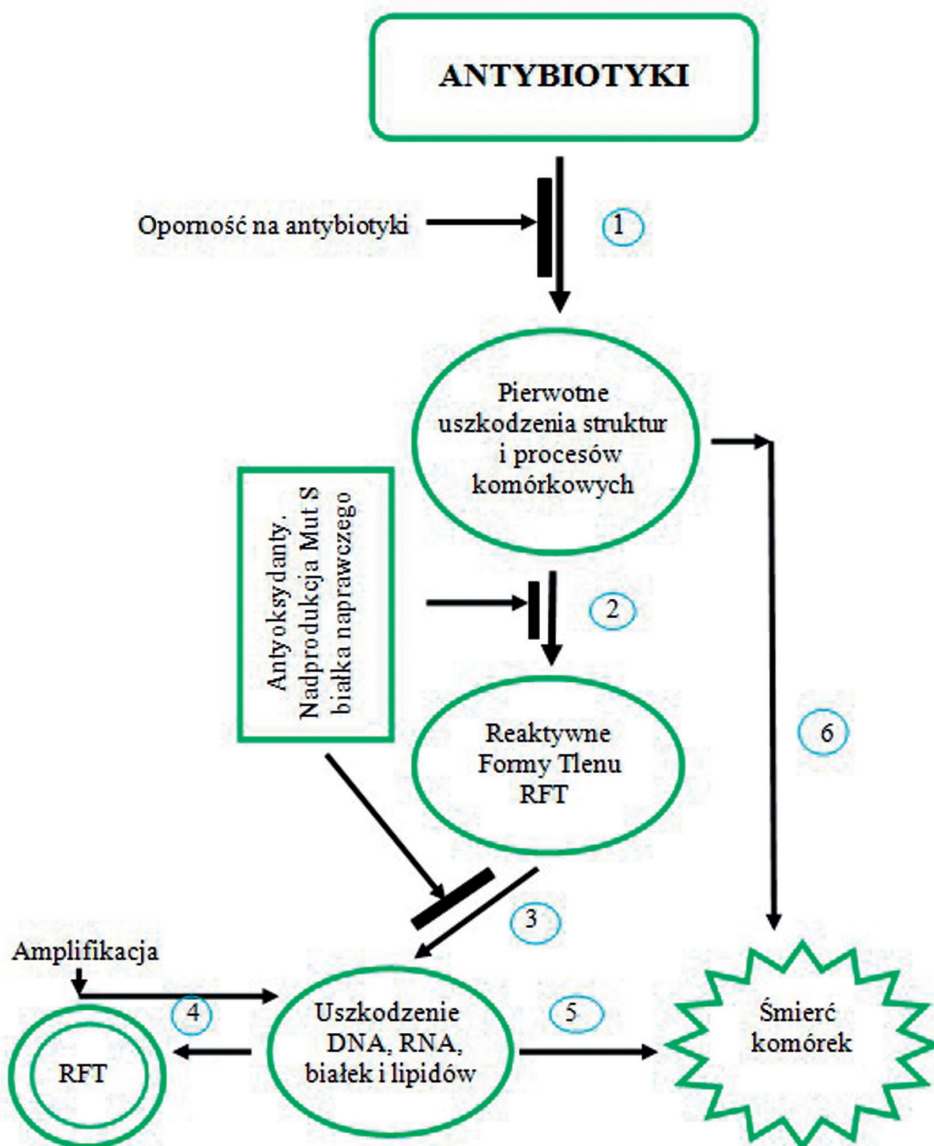 ANTYBIOTYKI
Oporność na antybiotyki
1
Pierwotne
uszkodzenia struktur
i procesów
komórkowych
Antyoksydanty.
Nadprodukcja Mut S
białka naprawczego
2
Reaktywne
Formy Tlenu
RFT
6
3
Amplifikacja
4
RFT
Uszkodzenie
DNA, RNA,
białek i lipidów
5
Śmierć
komórek